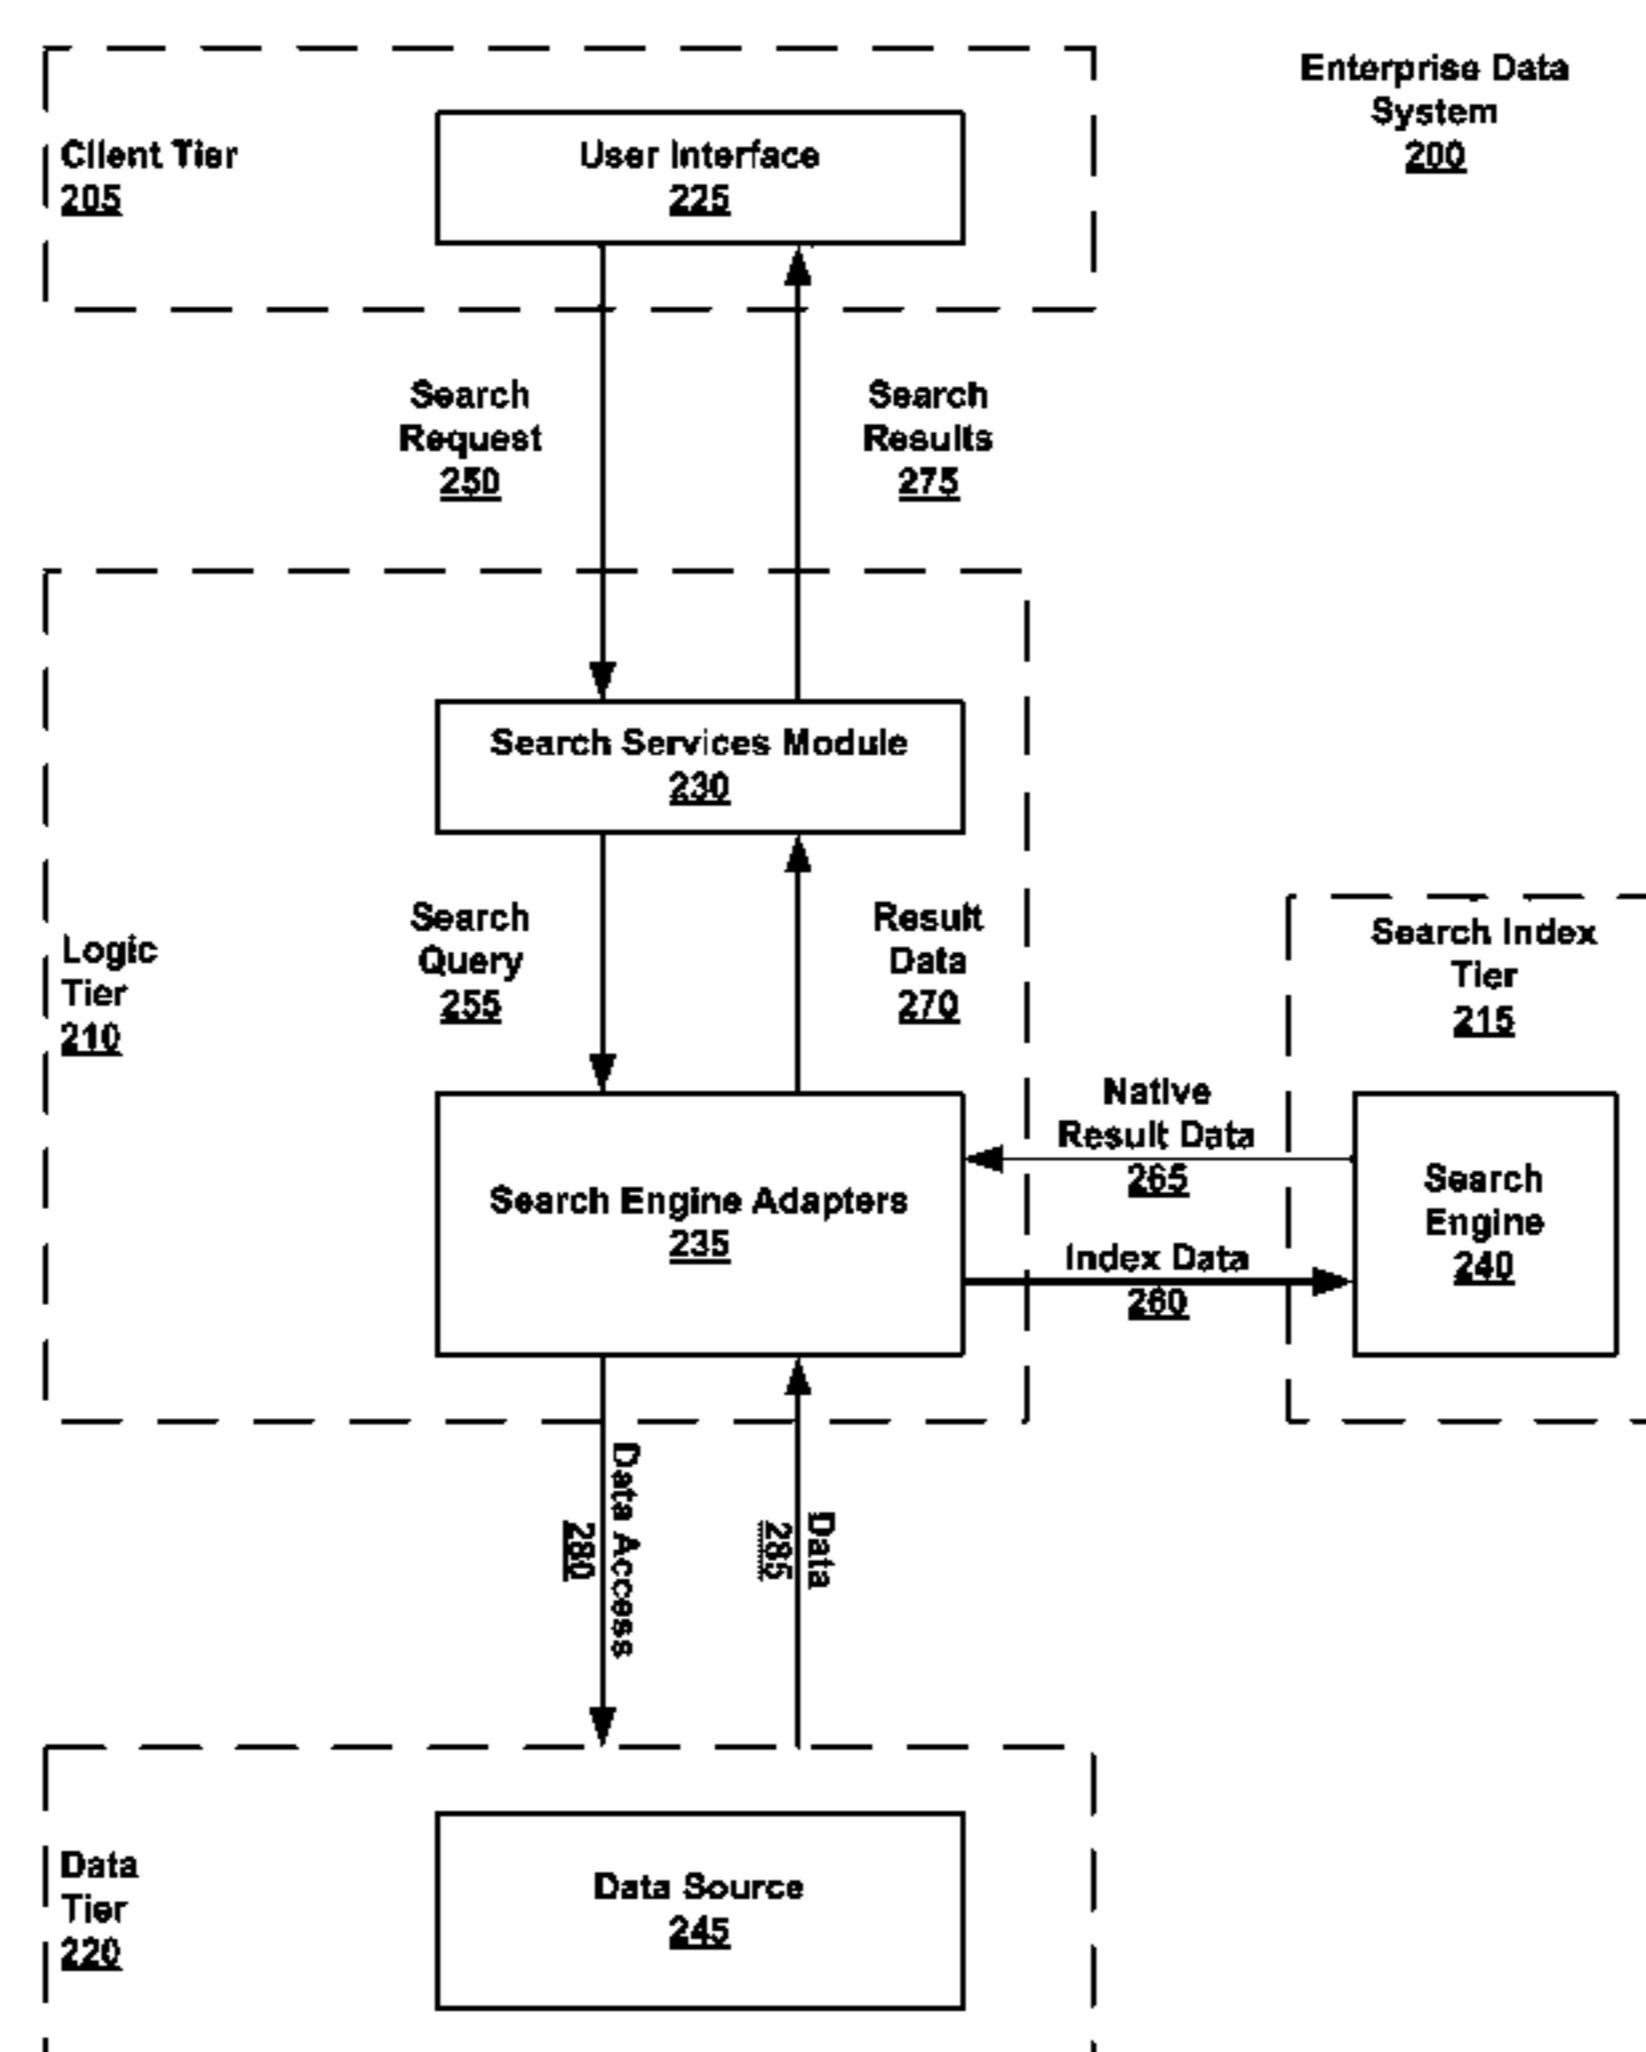 Enterprise Data
System
200
Client Tier
205
User Interface
225
Search
Request
250
Search
Results
275
Search Services Module
230
Logic
Tier
210
Search
Query
255
Result
Data
270
Search Index
Tier
215
Native
Result Data
265
Search Engine Adapters
235
Search
Engine
240
Index Data
260
Data Access
280
Data
285
Data
Tier
220
Data Source
245